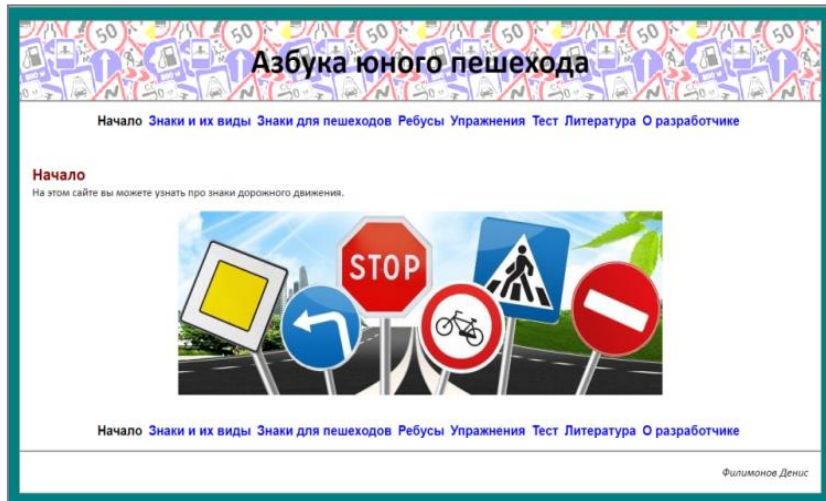 Азбука юного пешехода
Начало Знаки и их виды Знаки для пешеходов Ребусы Упражнения Тест Литература О разработчике
Начало
На этом сайте вы можете узнать про знаки дорожного движения.
STOP
Начало Знаки и их виды Знаки для пешеходов Ребусы Упражнения Тест Литература О разработчике
Филимонов Денис